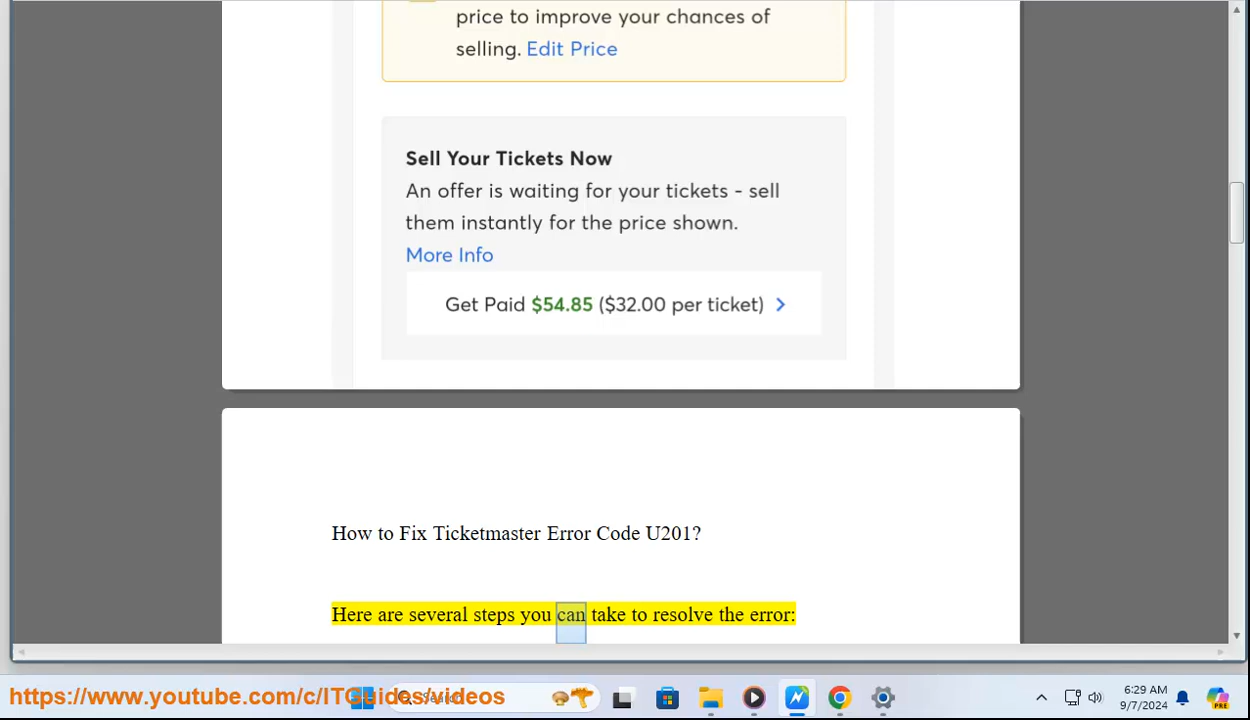 price to improve your chances of
selling. Edit Price
Sell Your Tickets Now
An offer is waiting for your tickets - sell
them instantly for the price shown.
More Info
Get Paid $54.85 ($32.00 per ticket)
How to Fix Ticketmaster Error Code U201?
Here are several steps you can take to resolve the error:
https://www.youtube.com/c/ITGuides/videos
Search
6:29 AM
9/7/2024
PRE